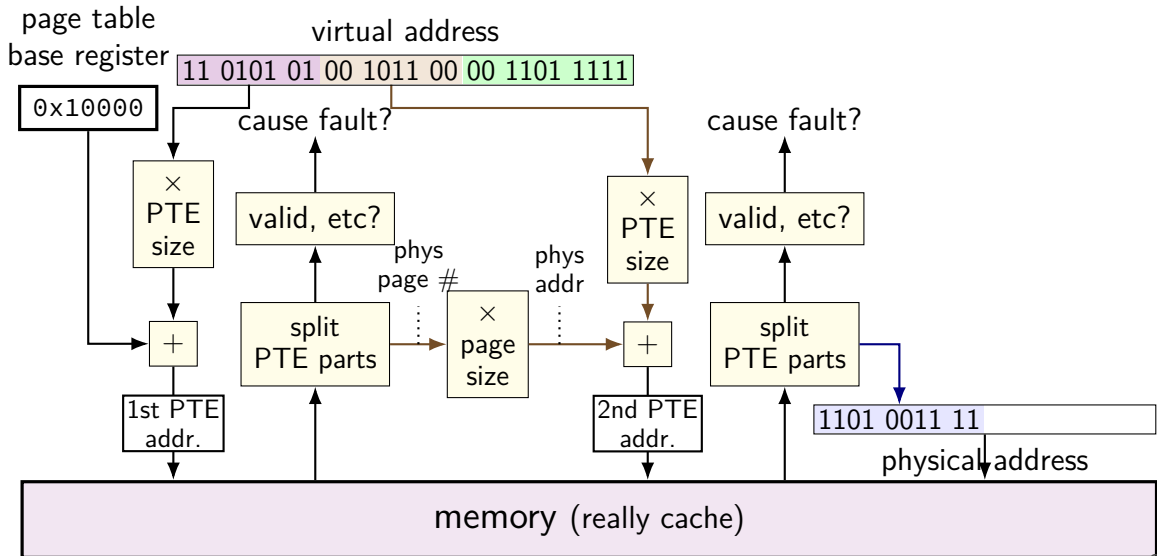 page table
base register
virtual address
11 0101 01 00 1011 00 00 1101 1111
0x10000
cause fault?
cause fault?
×
PTE
size
valid, etc?
×
PTE
size
valid, etc?
phys
page #
phys
addr
+
split
PTE parts
×
page
size
+
split
PTE parts
1st PTE
addr.
2nd PTE
addr.
1101 0011 11
physical address
memory (really cache)